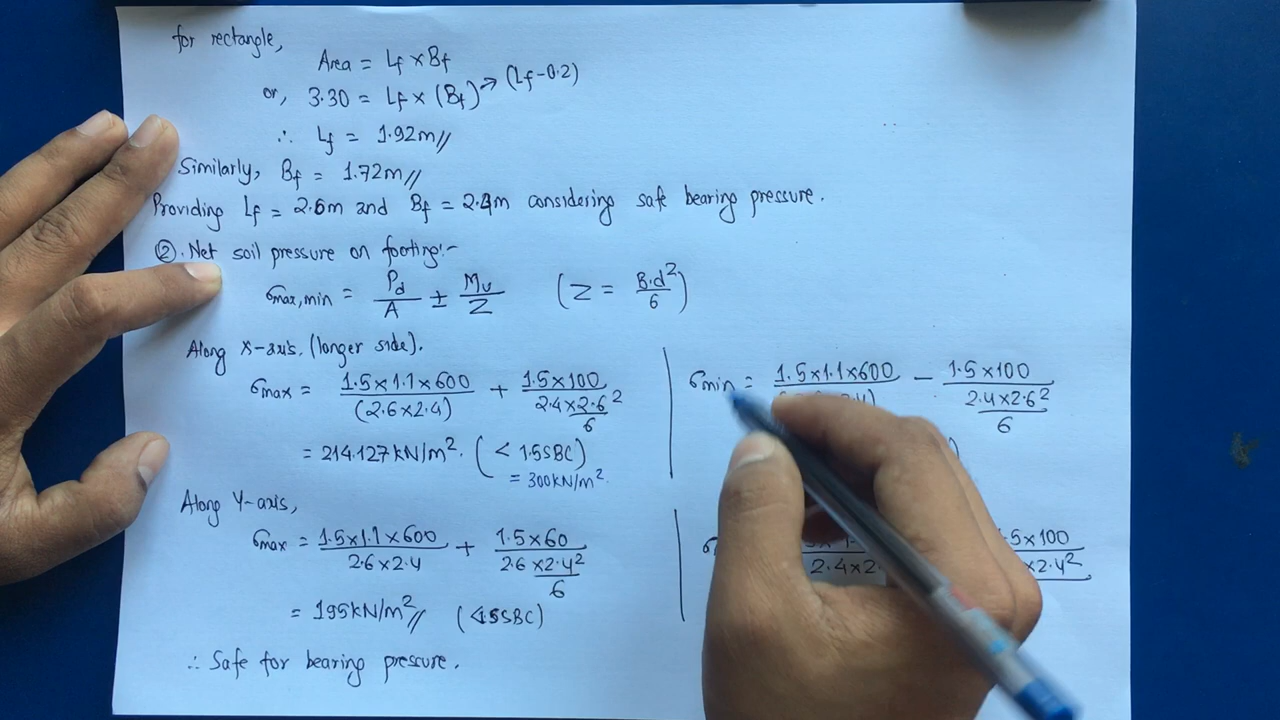 for rectangle,
Area = Lf × Bf
or, 3.30 = Lf × (Bf) → (Lf - 0.2)
∴ Lf = 1.92m //
Similarly, Bf = 1.72m //
Providing Lf = 2.6m and Bf = 2.4m considering safe bearing pressure.
②. Net soil pressure on footing:-
σmax,min = Pd/A ± Mu/Z (Z = B.d²/6)
Along X-axis. (longer side).
σmax = 1.5×1.1×600/(2.6×2.4) + 1.5×100/(2.4×2.6²/6)
= 214.127 kN/m². (< 1.5SBC)
= 300kN/m².
σmin = 1.5×1.1×600 - 1.5×100/(2.4×2.6²/6)
Along Y-axis,
σmax = 1.5×1.1×600/2.6×2.4 + 1.5×60/(2.6×2.4²/6)
= 195kN/m² // (<1.5SBC)
2.4×2.
5×100
×2.4²
∴ Safe for bearing pressure.